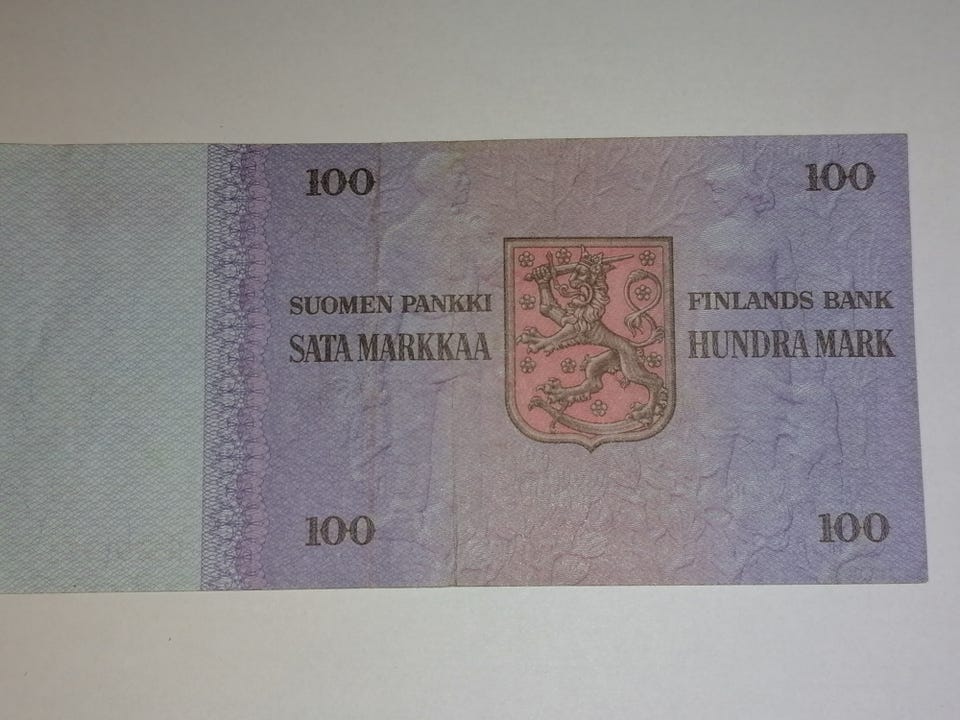 100 100
SUOMEN PANKKI FINLANDS BANK
SATA MARKKAA HUNDRA MARK
100 100